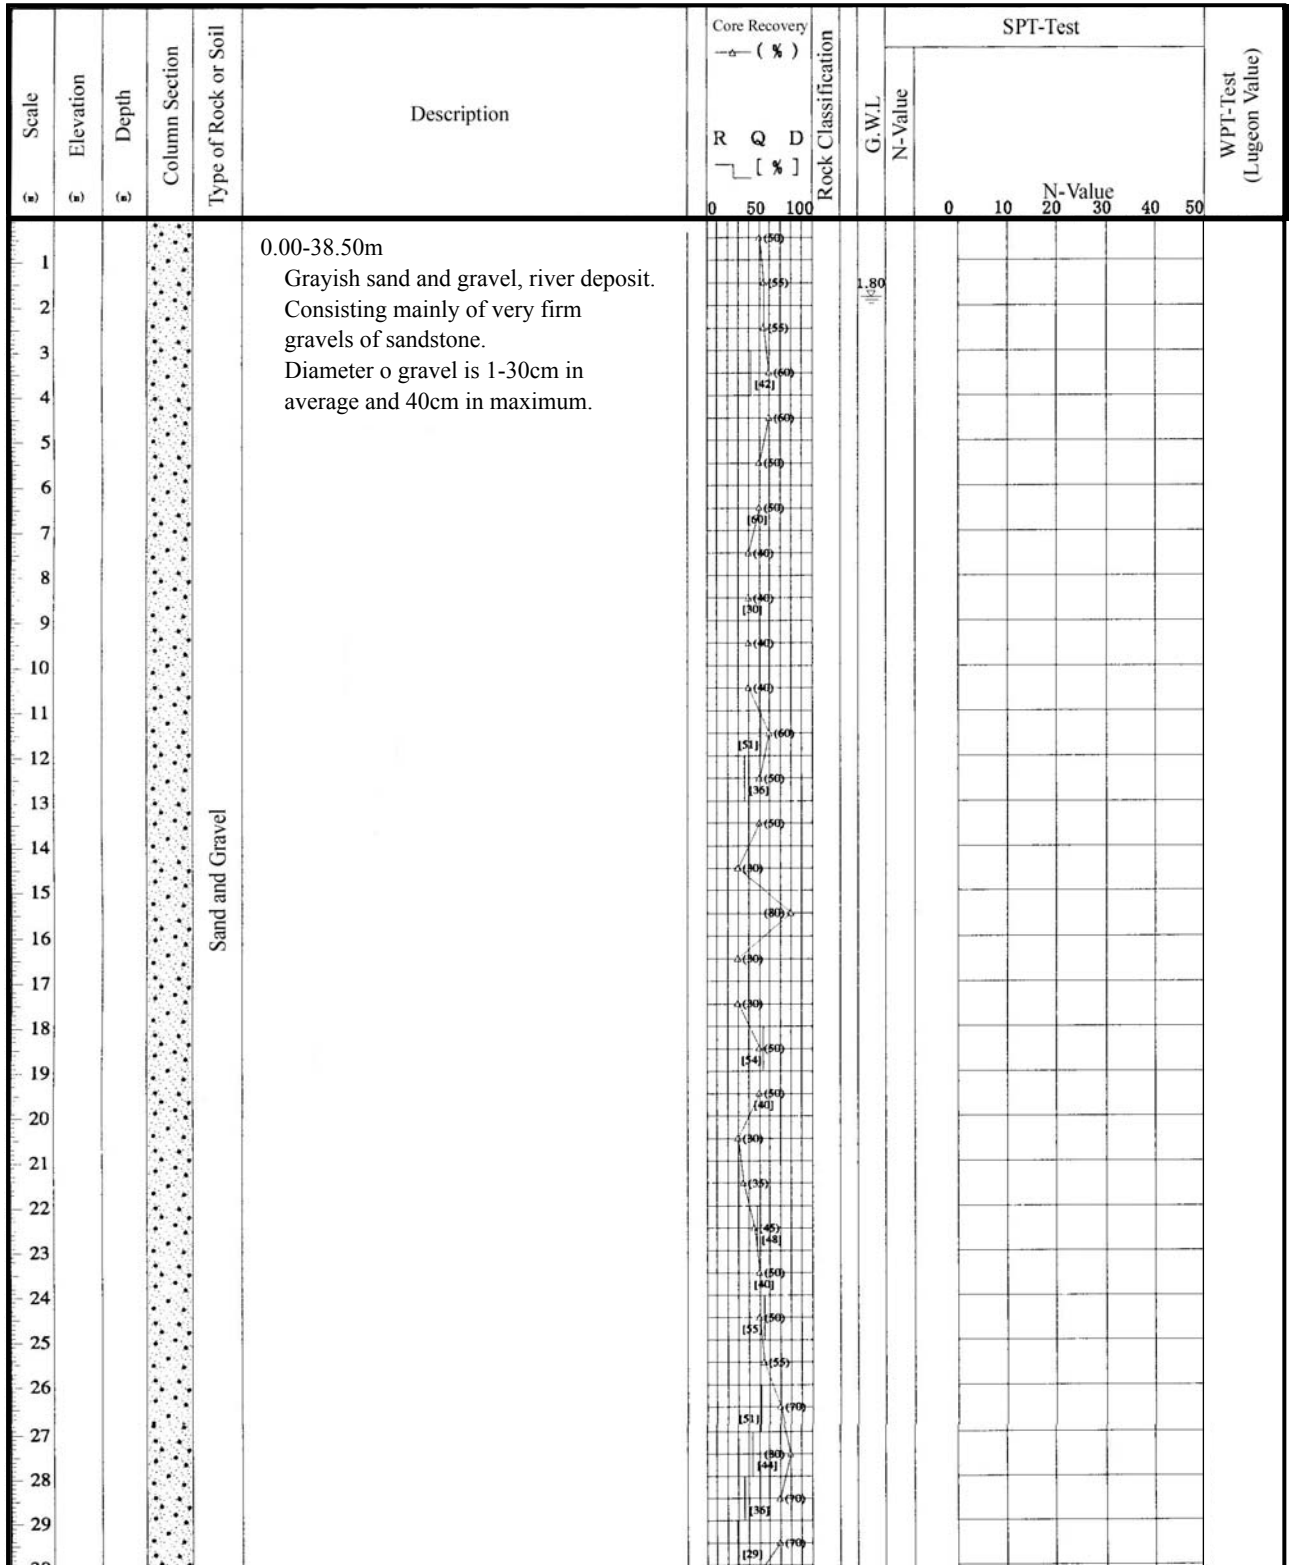 Scale
(m)
Elevation
(m)
Depth
(m)
Column Section
Type of Rock or Soil
Description
Core Recovery
( % )
R Q D
[ % ]
0 50 100
Rock Classification
G.W.L
N-Value
SPT-Test
N-Value
0 10 20 30 40 50
WPT-Test
(Lugeon Value)
0.00-38.50m
Grayish sand and gravel, river deposit.
Consisting mainly of very firm
gravels of sandstone.
Diameter o gravel is 1-30cm in
average and 40cm in maximum.
Sand and Gravel
1.80
1
2
3
4
5
6
7
8
9
10
11
12
13
14
15
16
17
18
19
20
21
22
23
24
25
26
27
28
29
(50)
(55)
(55)
(60)
[42]
(60)
(50)
(50)
[60]
(40)
(40)
[30]
(40)
(40)
(60)
[51]
(50)
[36]
(50)
(30)
(80)
(30)
(30)
(50)
[54]
(50)
[40]
(30)
(35)
(45)
[48]
(50)
[40]
(50)
[55]
(55)
(70)
[51]
(80)
[44]
(70)
[36]
(70)
[29]